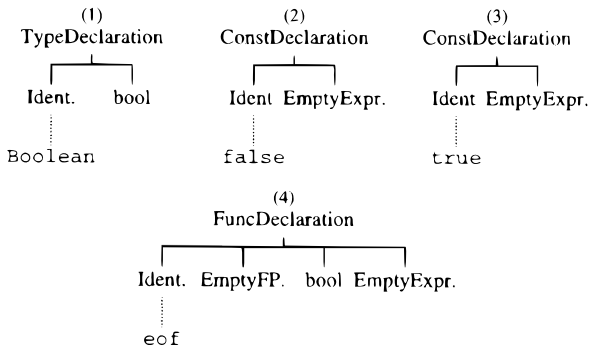 (1) (2) (3)
TypeDeclaration ConstDeclaration ConstDeclaration
Ident. bool Ident EmptyExpr. Ident EmptyExpr.
Boolean false true
(4)
FuncDeclaration
Ident. EmptyFP. bool EmptyExpr.
eof